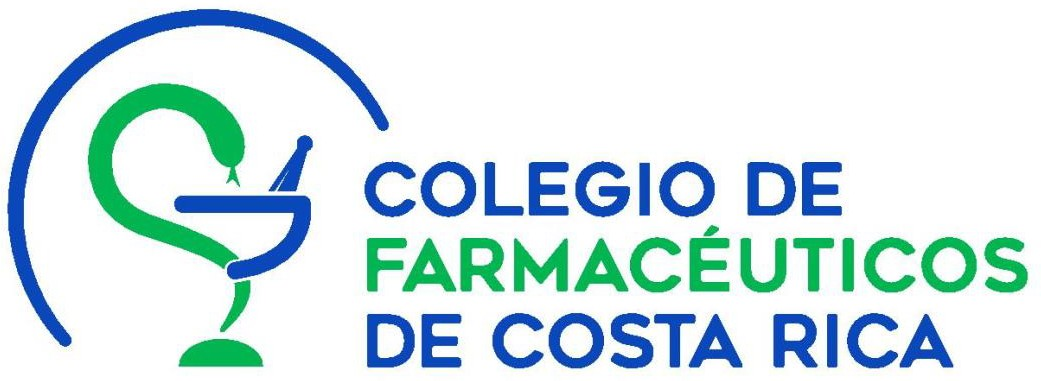 COLEGIO DE
FARMACÉUTICOS
DE COSTA RICA